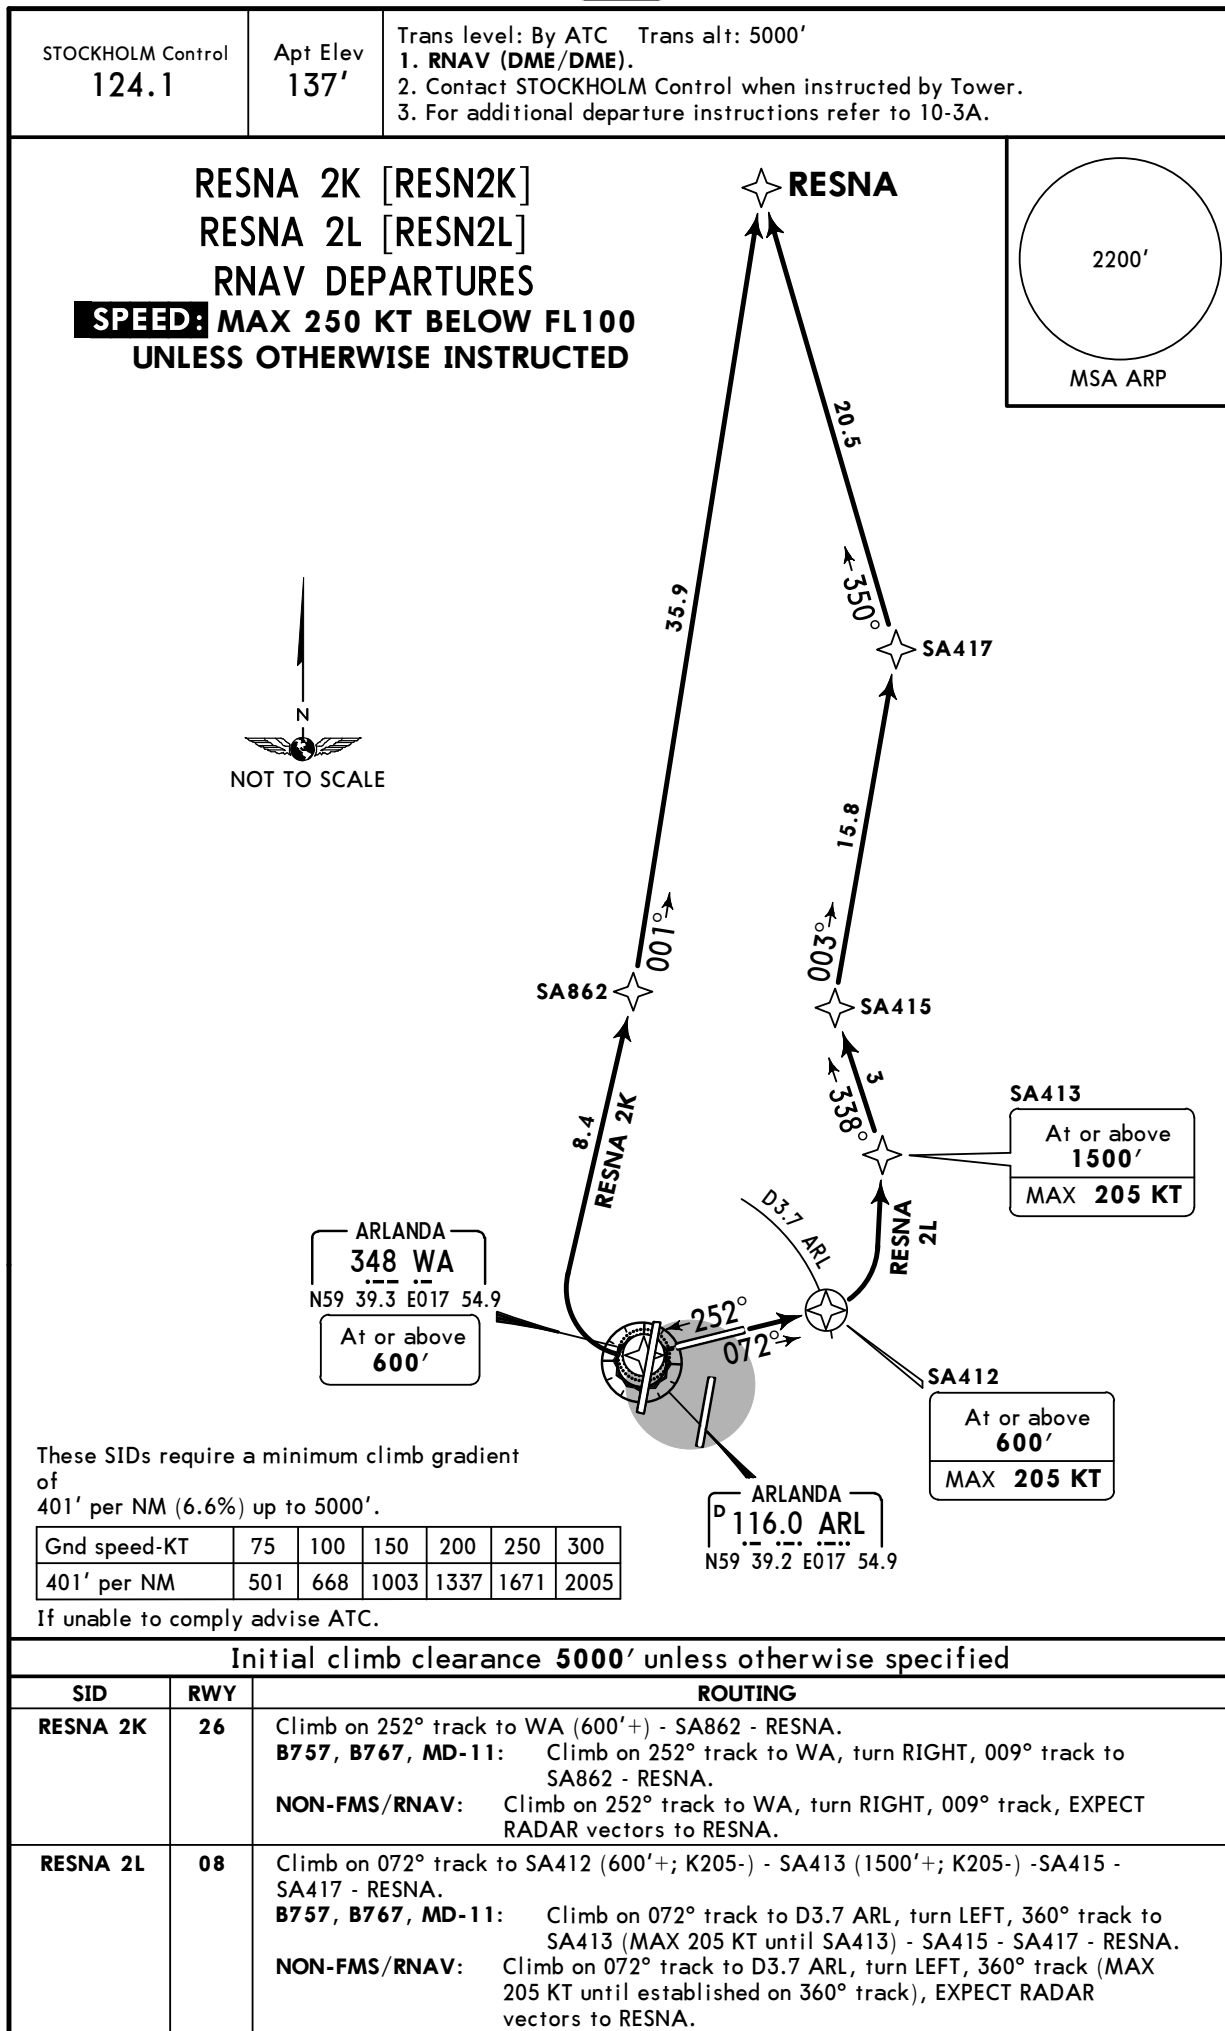 STOCKHOLM Control
124.1
Apt Elev
137'
Trans level: By ATC Trans alt: 5000'
1. RNAV (DME/DME).
2. Contact STOCKHOLM Control when instructed by Tower.
3. For additional departure instructions refer to 10-3A.
RESNA 2K [RESN2K]
RESNA 2L [RESN2L]
RNAV DEPARTURES
SPEED: MAX 250 KT BELOW FL100
UNLESS OTHERWISE INSTRUCTED
RESNA
2200'
MSA ARP
20.5
350°
35.9
SA417
N
NOT TO SCALE
15.8
001°
003°
SA862
SA415
3
338°
SA413
At or above
1500'
MAX 205 KT
8.4
RESNA 2K
D3.7 ARL
RESNA
2L
ARLANDA
348 WA
N59 39.3 E017 54.9
At or above
600'
252°
072°
SA412
At or above
600'
MAX 205 KT
ARLANDA
D 116.0 ARL
N59 39.2 E017 54.9
These SIDs require a minimum climb gradient
of
401' per NM (6.6%) up to 5000'.
Gnd speed-KT 75 100 150 200 250 300
401' per NM 501 668 1003 1337 1671 2005
If unable to comply advise ATC.
Initial climb clearance 5000' unless otherwise specified
SID RWY ROUTING
RESNA 2K 26 Climb on 252° track to WA (600'+) - SA862 - RESNA.
B757, B767, MD-11: Climb on 252° track to WA, turn RIGHT, 009° track to
SA862 - RESNA.
NON-FMS/RNAV: Climb on 252° track to WA, turn RIGHT, 009° track, EXPECT
RADAR vectors to RESNA.
RESNA 2L 08 Climb on 072° track to SA412 (600'+; K205-) - SA413 (1500'+; K205-) -SA415 -
SA417 - RESNA.
B757, B767, MD-11: Climb on 072° track to D3.7 ARL, turn LEFT, 360° track to
SA413 (MAX 205 KT until SA413) - SA415 - SA417 - RESNA.
NON-FMS/RNAV: Climb on 072° track to D3.7 ARL, turn LEFT, 360° track (MAX
205 KT until established on 360° track), EXPECT RADAR
vectors to RESNA.